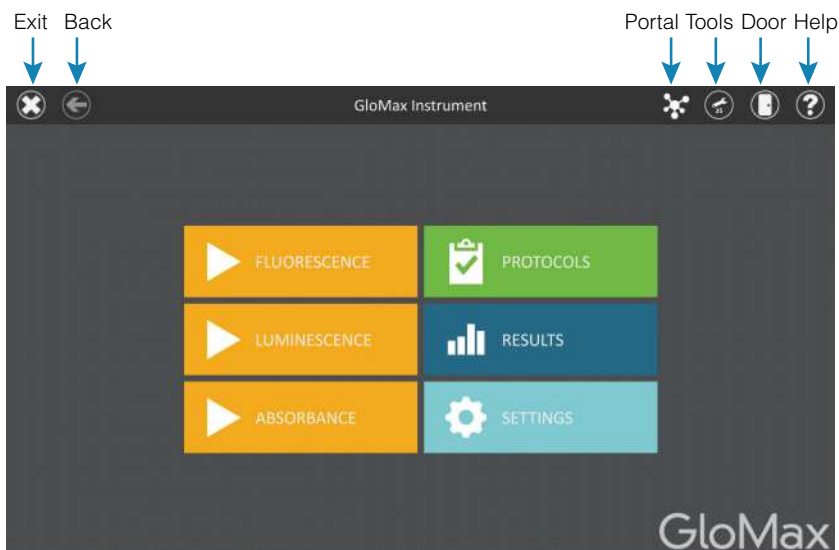 Exit Back Portal Tools Door Help
GloMax Instrument
FLUORESCENCE PROTOCOLS
LUMINESCENCE RESULTS
ABSORBANCE SETTINGS
GloMax